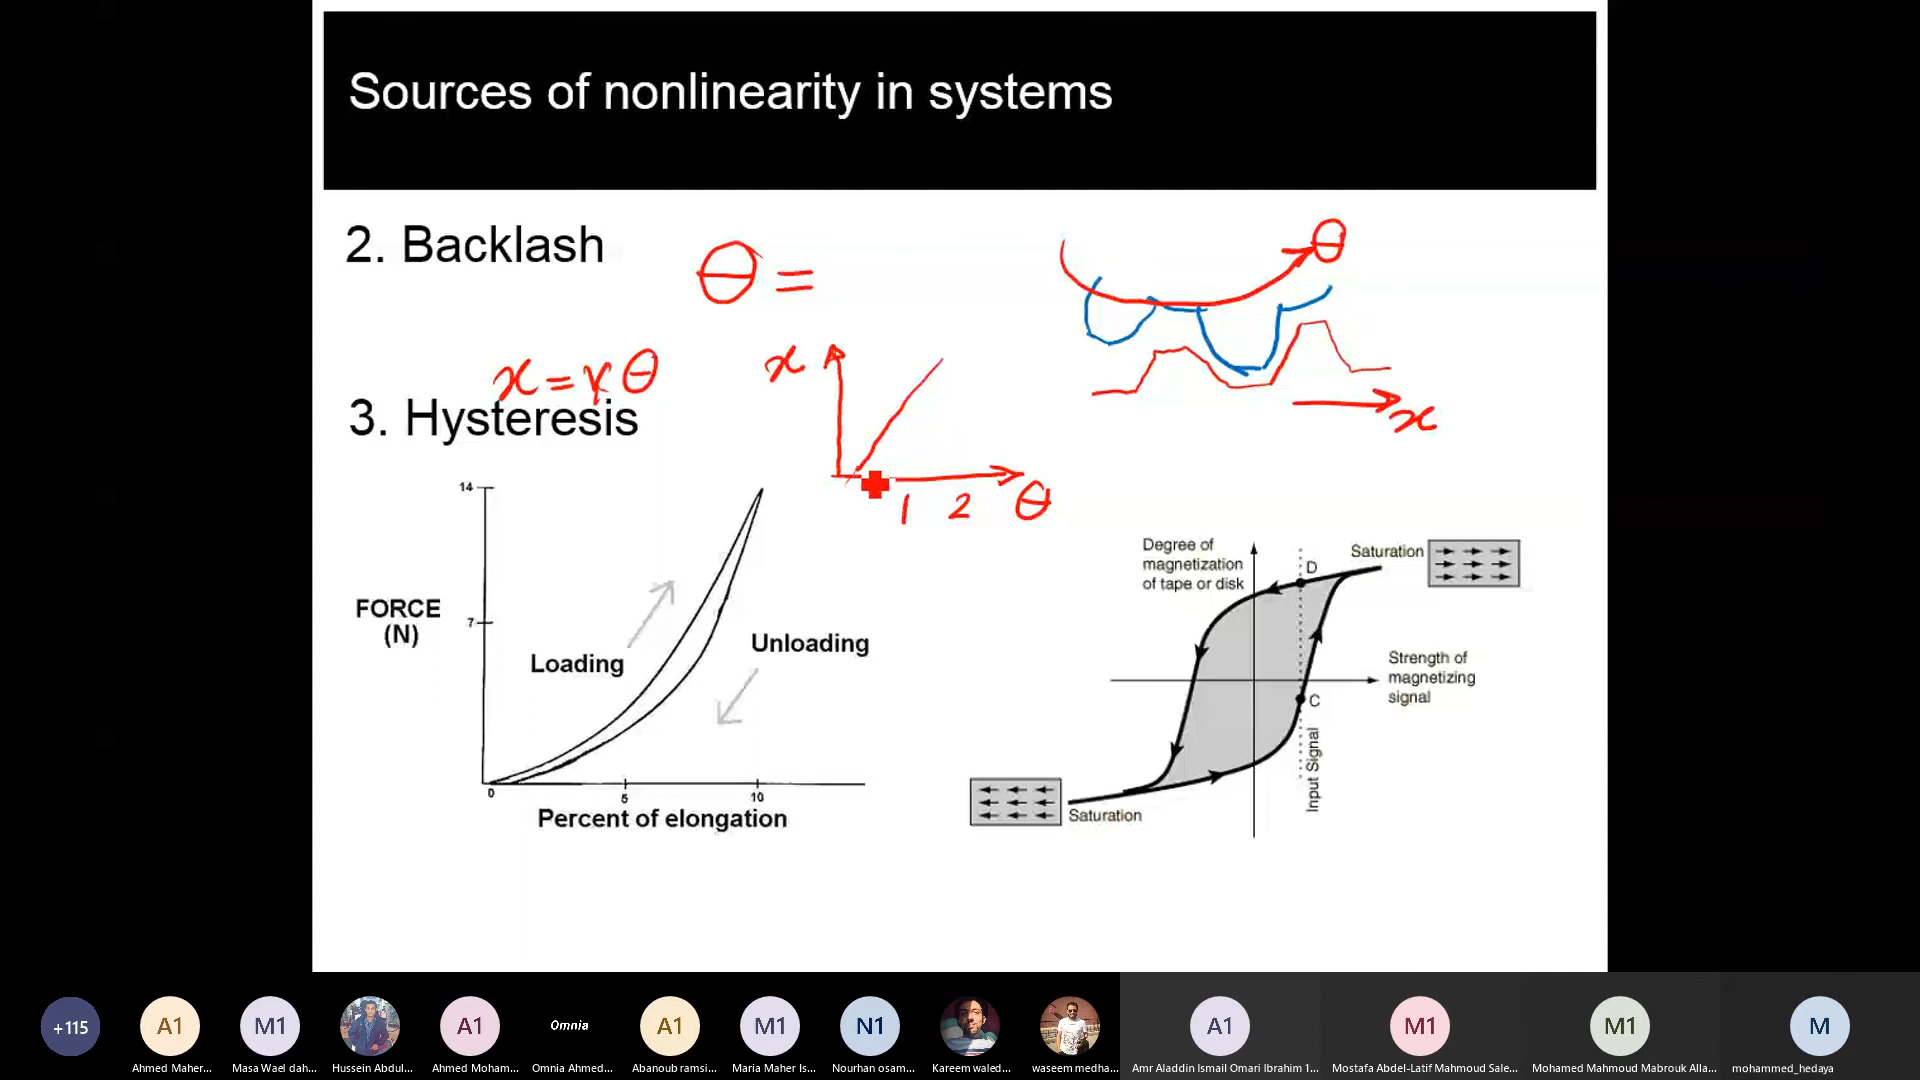 Sources of nonlinearity in systems
2. Backlash
θ =
θ
x = r θ
x
x
3. Hysteresis
1 2 θ
14
7
FORCE
(N)
Loading
Unloading
0 5 10
Percent of elongation
Degree of
magnetization
of tape or disk
Saturation
D
Strength of
magnetizing
signal
C
Input Signal
Saturation
+115
A1
M1
A1
Omnia
A1
M1
N1
A1
M1
M1
M
Ahmed Maher...
Masa Wael dah...
Hussein Abdul...
Ahmed Moham...
Omnia Ahmed...
Abanoub ramsi...
Maria Maher Is...
Nourhan osam...
Kareem waled...
waseem medha...
Amr Aladdin Ismail Omari Ibrahim 1...
Mostafa Abdel-Latif Mahmoud Sale...
Mohamed Mahmoud Mabrouk Alla...
mohammed_hedaya